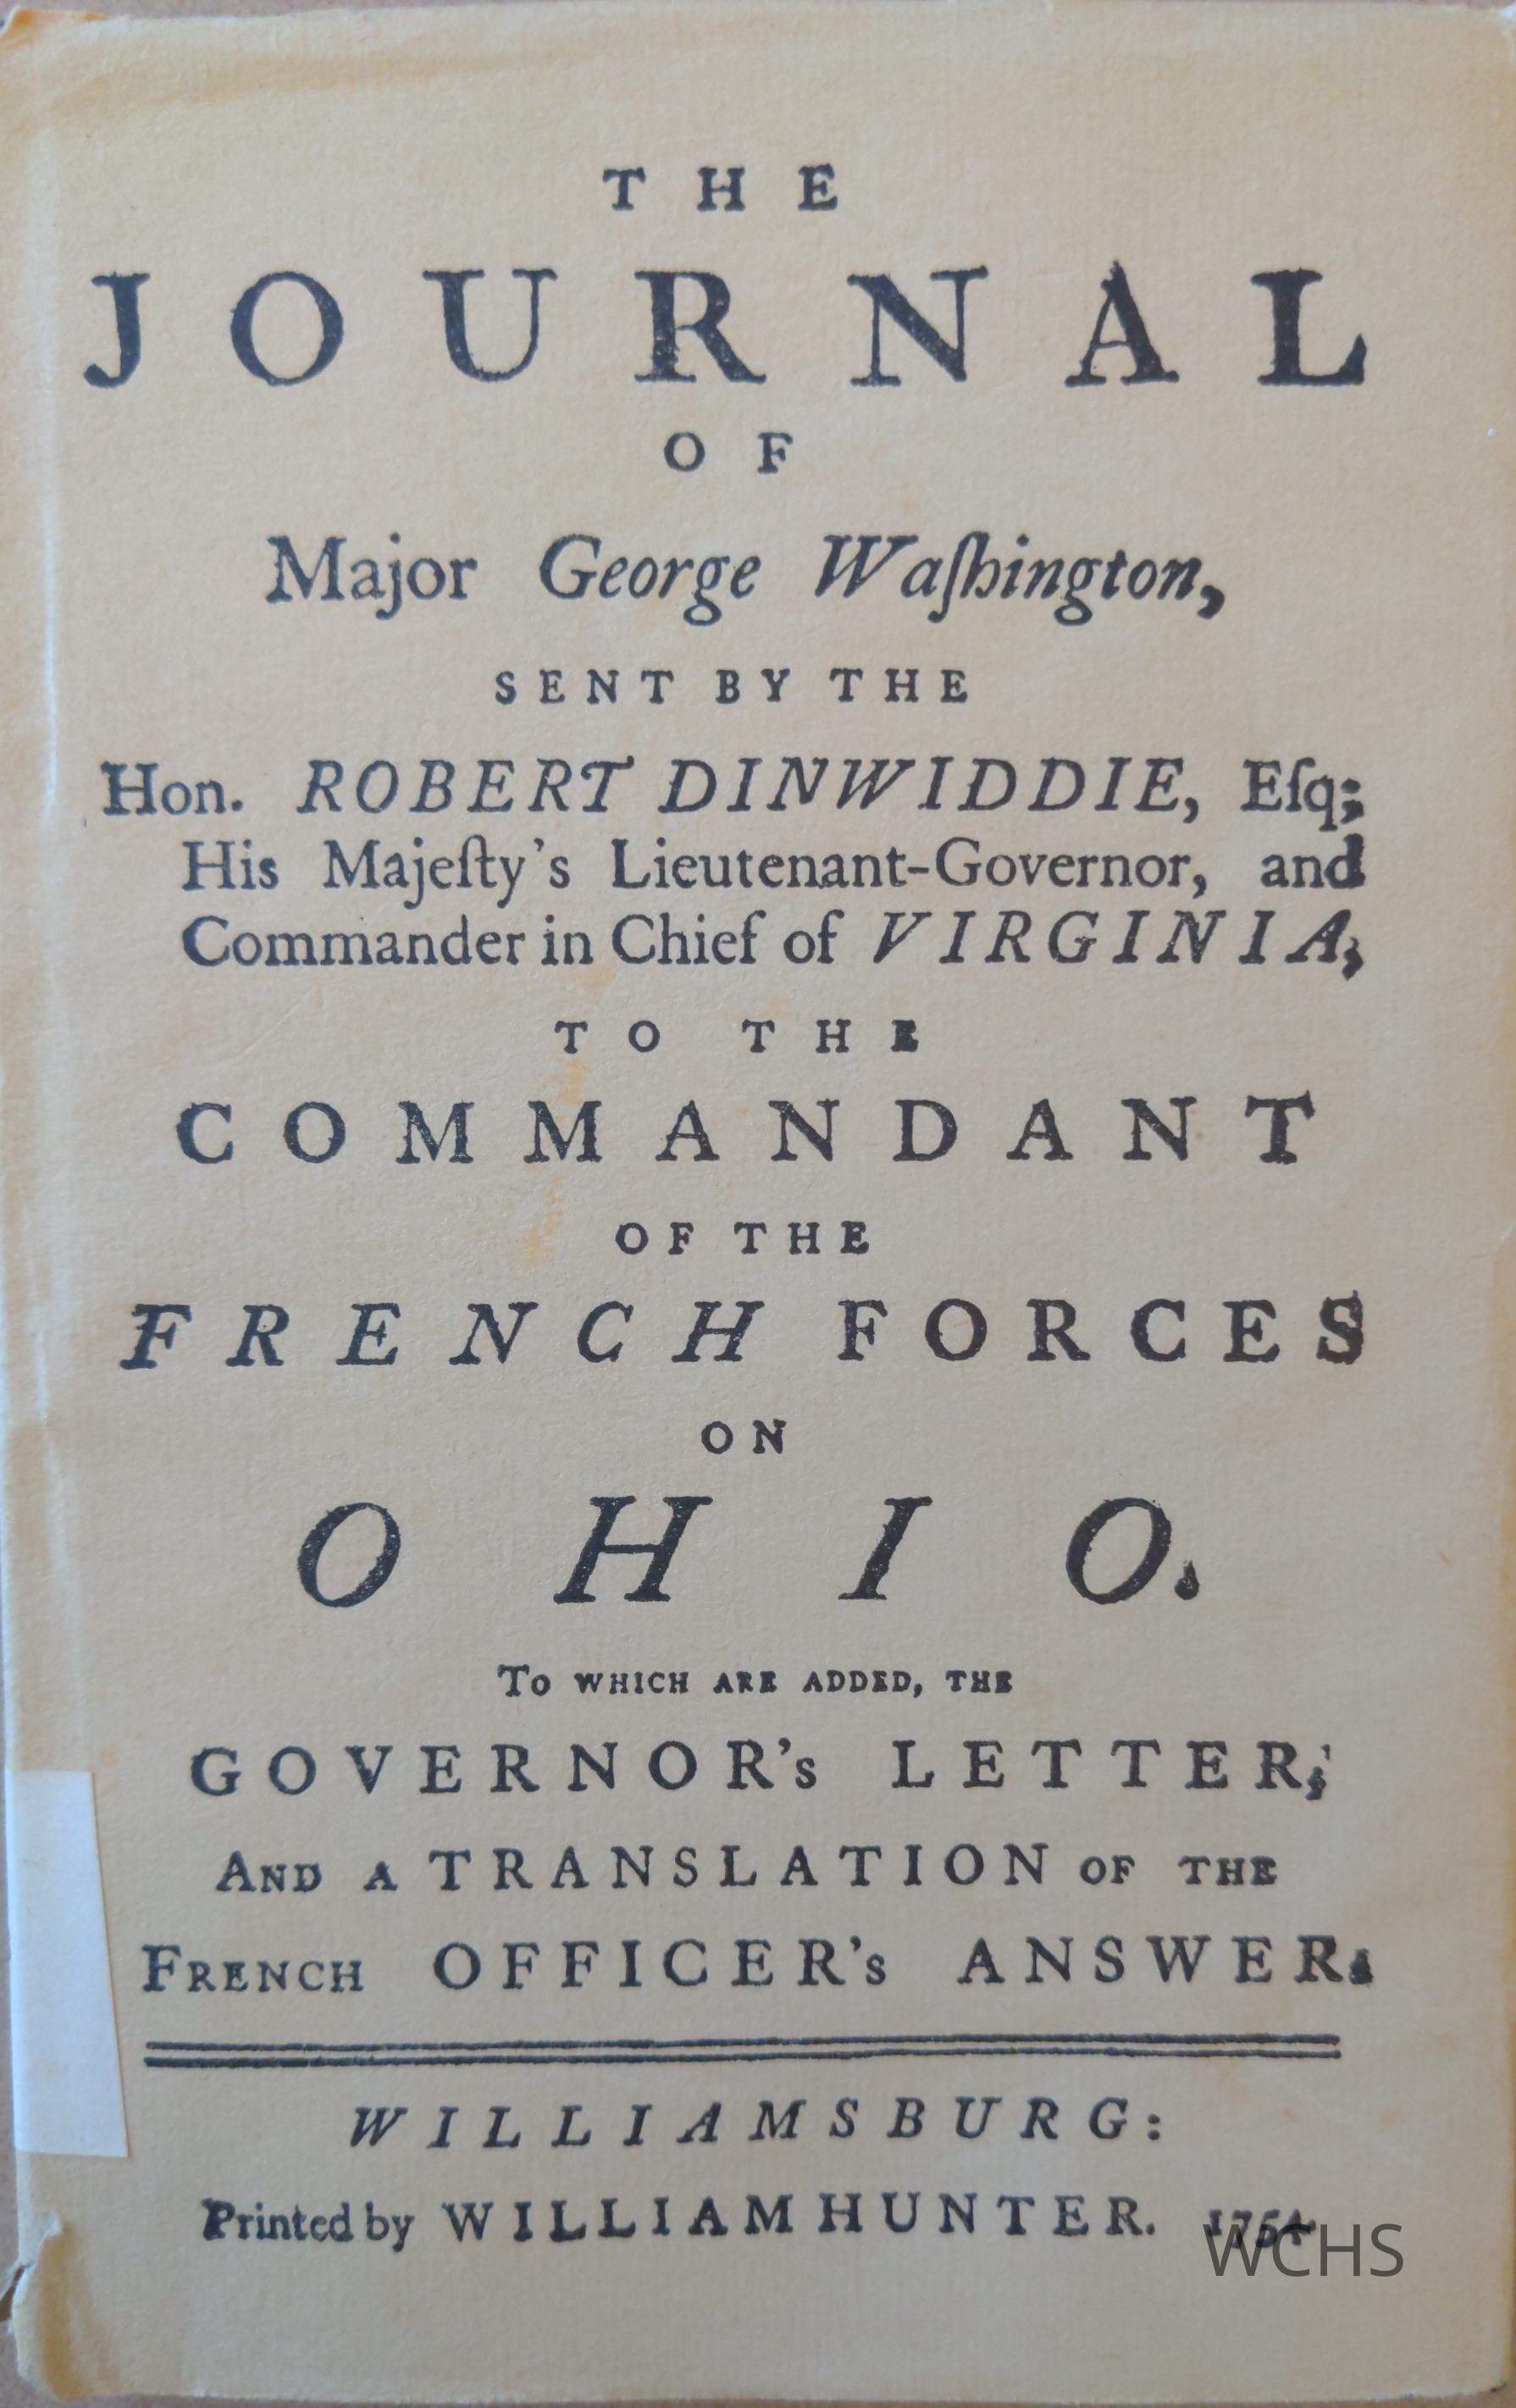 THE
JOURNAL
OF
Major George Waſhington,
SENT BY THE
Hon. ROBERT DINWIDDIE, Eſq;
His Majeſty's Lieutenant-Governor, and
Commander in Chief of VIRGINIA;
TO THE
COMMANDANT
OF THE
FRENCH FORCES
ON
OHIO.
To WHICH ARE ADDED, THE
GOVERNOR's LETTER;
AND A TRANSLATION OF THE
FRENCH OFFICER's ANSWER.
WILLIAMSBURG:
Printed by WILLIAM HUNTER. 1754
WCHS